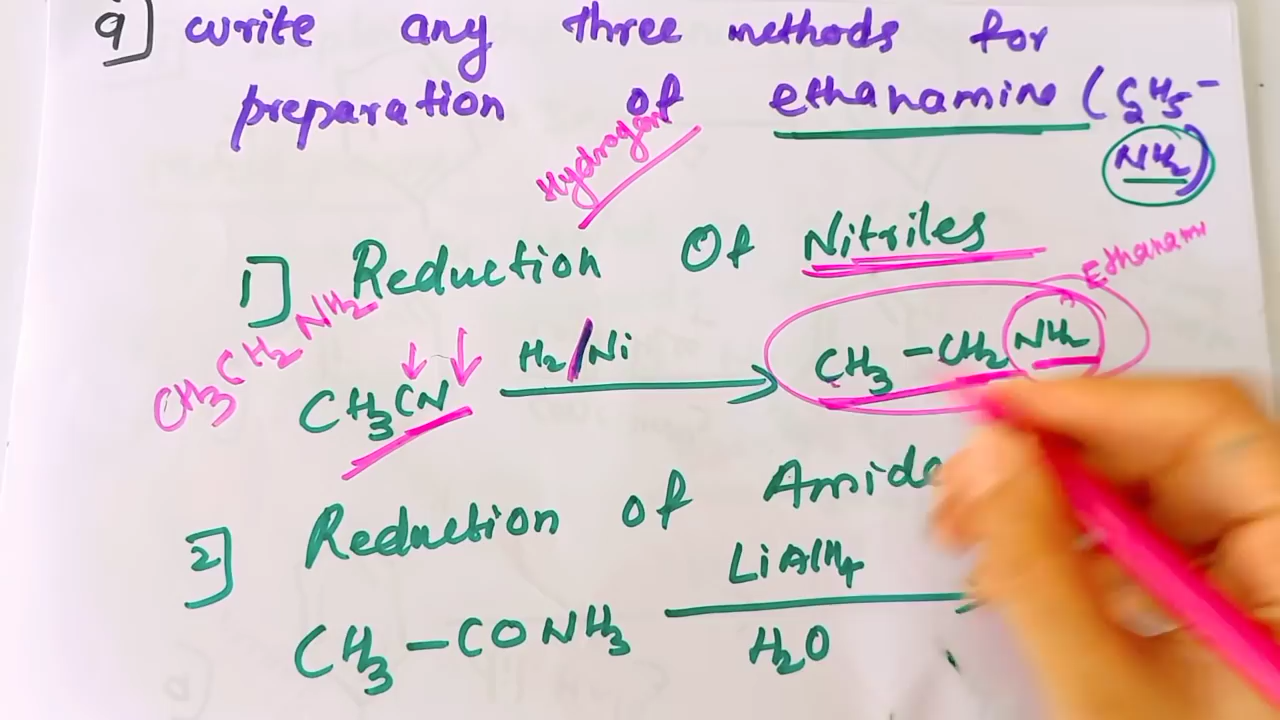 9] write any three methods for
preparation of ethanamine (C2H5-
NH2)
Hydrogen
1] Reduction Of Nitriles
Ethanami
CH3CH2NH2
CH3CN H2/Ni CH3-CH2NH2
2] Reduction of Amide
CH3-CONH3 LiAlH4
H2O